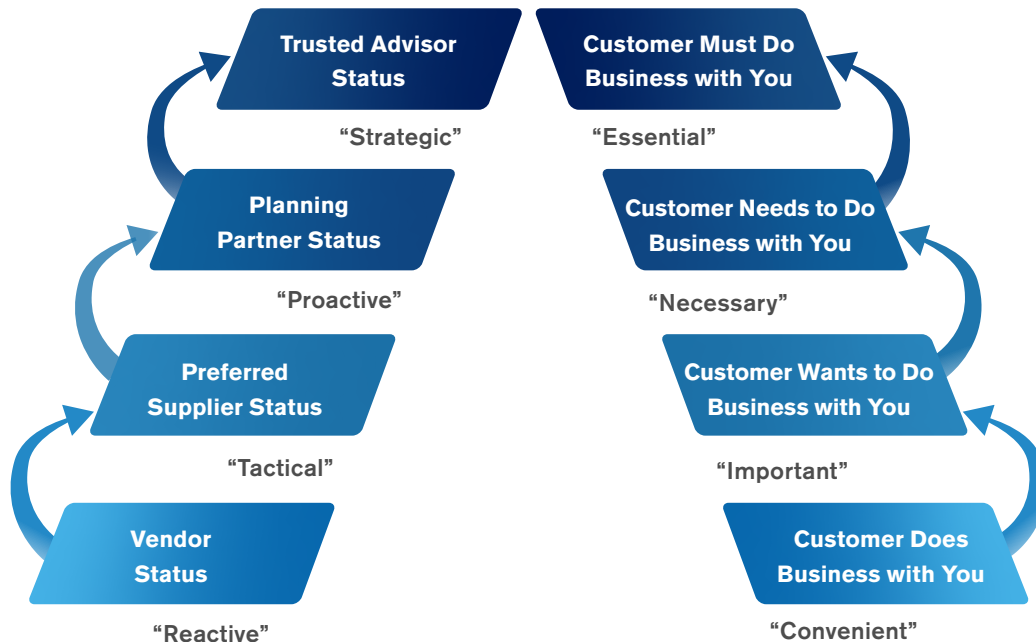 Trusted Advisor
Status
Customer Must Do
Business with You
“Strategic”
“Essential”
Planning
Partner Status
Customer Needs to Do
Business with You
“Proactive”
“Necessary”
Preferred
Supplier Status
Customer Wants to Do
Business with You
“Tactical”
“Important”
Vendor
Status
Customer Does
Business with You
“Reactive”
“Convenient”